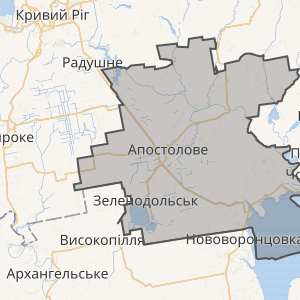 Кривий Ріг
Радушне
Апостолове
Зеленодольськ
Високопілля
Нововоронцовка
Архангельське